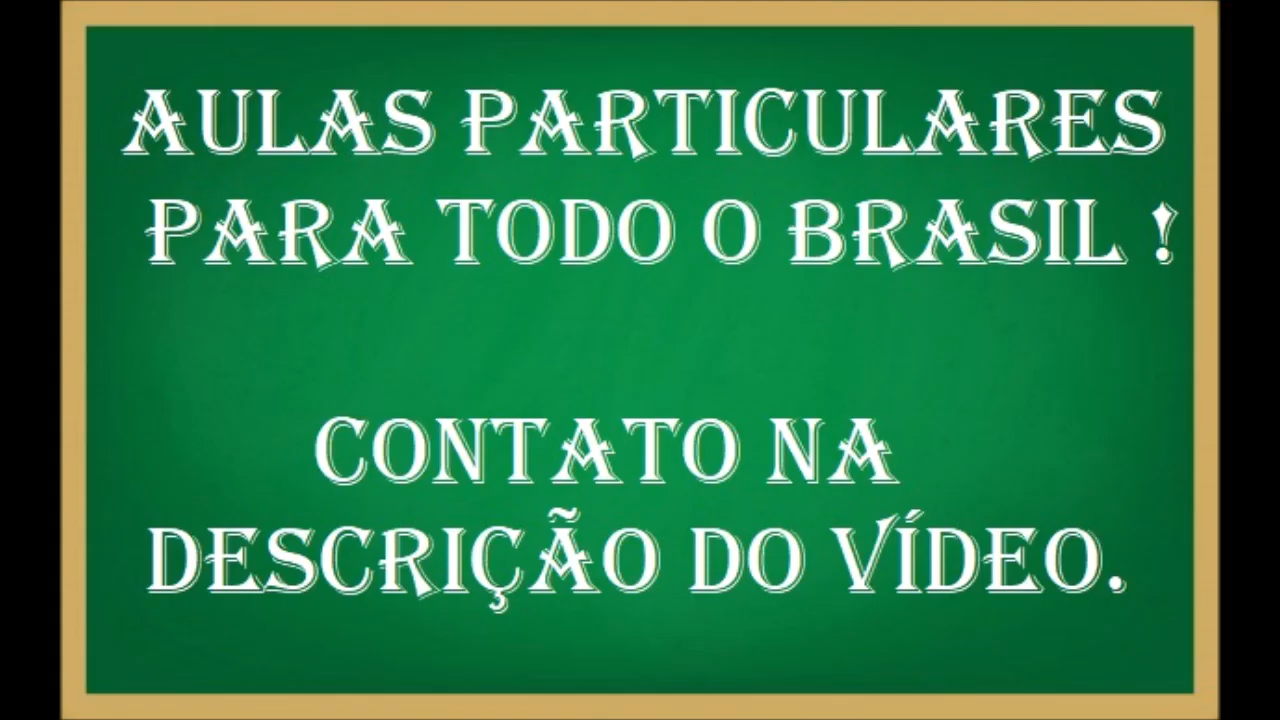 AULAS PARTICULARES
PARA TODO O BRASIL !
CONTATO NA
DESCRIÇÃO DO VÍDEO.